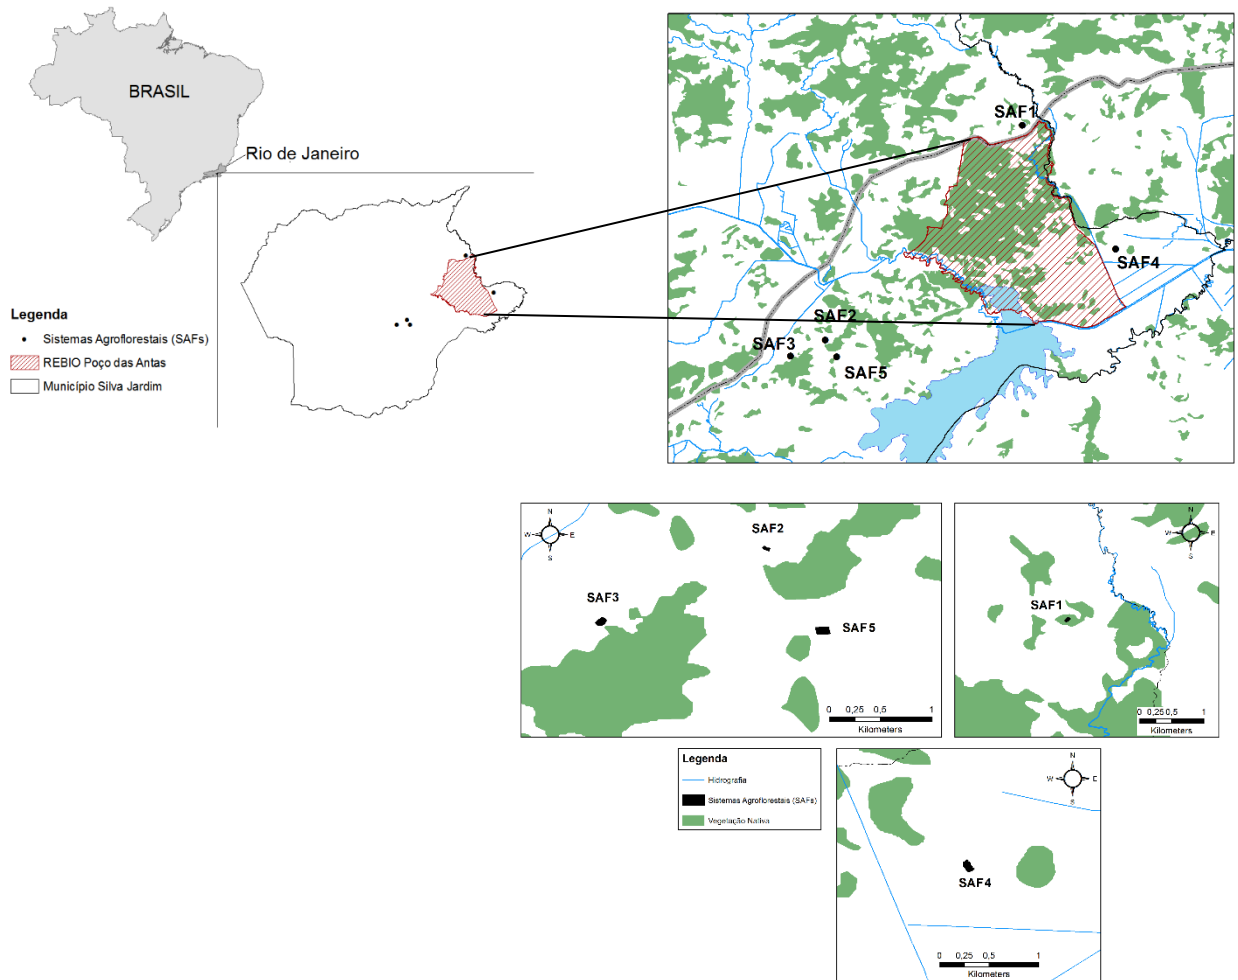 BRASIL
Rio de Janeiro
Legenda
Sistemas Agroflorestais (SAFs)
REBIO Poço das Antas
Município Silva Jardim
SAF1
SAF4
SAF2
SAF3
SAF5
N
W E
S
SAF2
SAF3
SAF5
0 0,25 0,5 1
Kilometers
N
W E
S
SAF1
0 0,25 0,5 1
Kilometers
Legenda
Hidrografia
Sistemas Agroflorestais (SAFs)
Vegetação Nativa
N
W E
S
SAF4
0 0,25 0,5 1
Kilometers